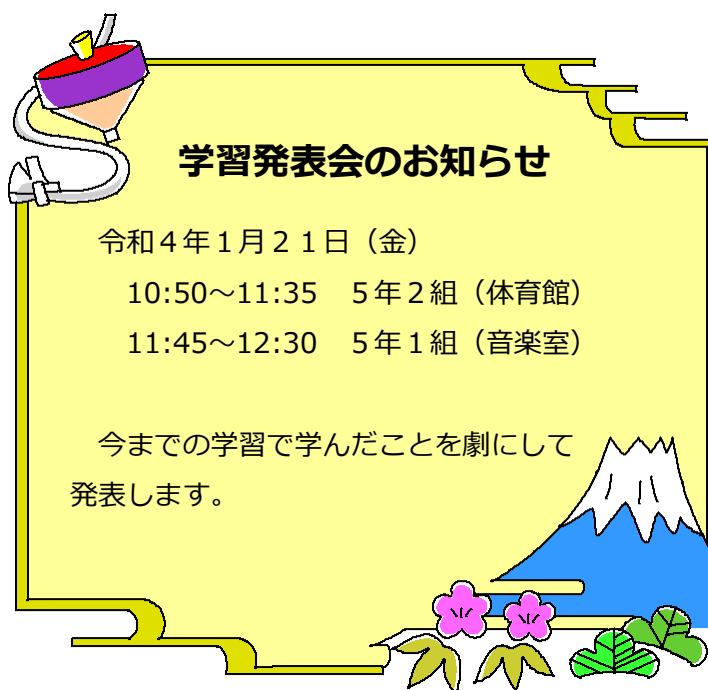 学習発表会のお知らせ
令和４年１月２１日（金）
10:50～11:35　５年２組（体育館）
11:45～12:30　５年１組（音楽室）
今までの学習で学んだことを劇にして
発表します。